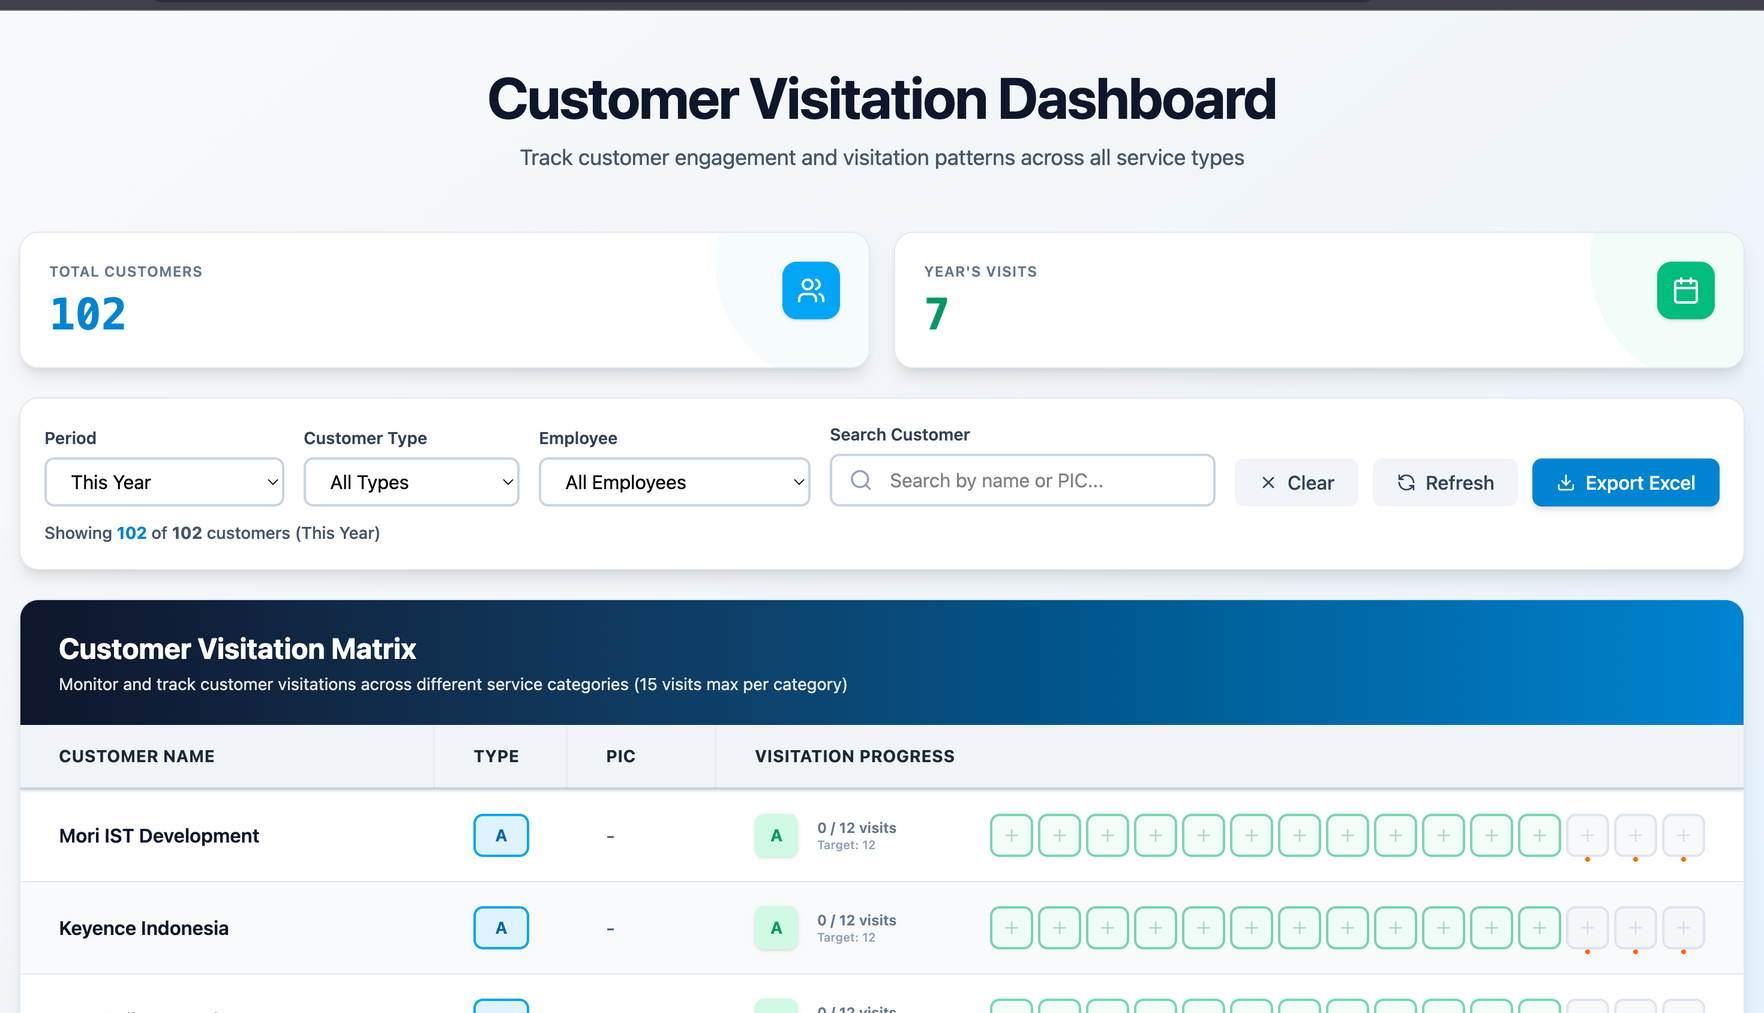 Customer Visitation Dashboard
Track customer engagement and visitation patterns across all service types
TOTAL CUSTOMERS
102
YEAR'S VISITS
7
Period
Customer Type
Employee
Search Customer
This Year
All Types
All Employees
Search by name or PIC...
Clear
Refresh
Export Excel
Showing 102 of 102 customers (This Year)
Customer Visitation Matrix
Monitor and track customer visitations across different service categories (15 visits max per category)
CUSTOMER NAME
TYPE
PIC
VISITATION PROGRESS
Mori IST Development
A
-
A
0 / 12 visits
Target: 12
Keyence Indonesia
A
-
A
0 / 12 visits
Target: 12
0 / 12 visits